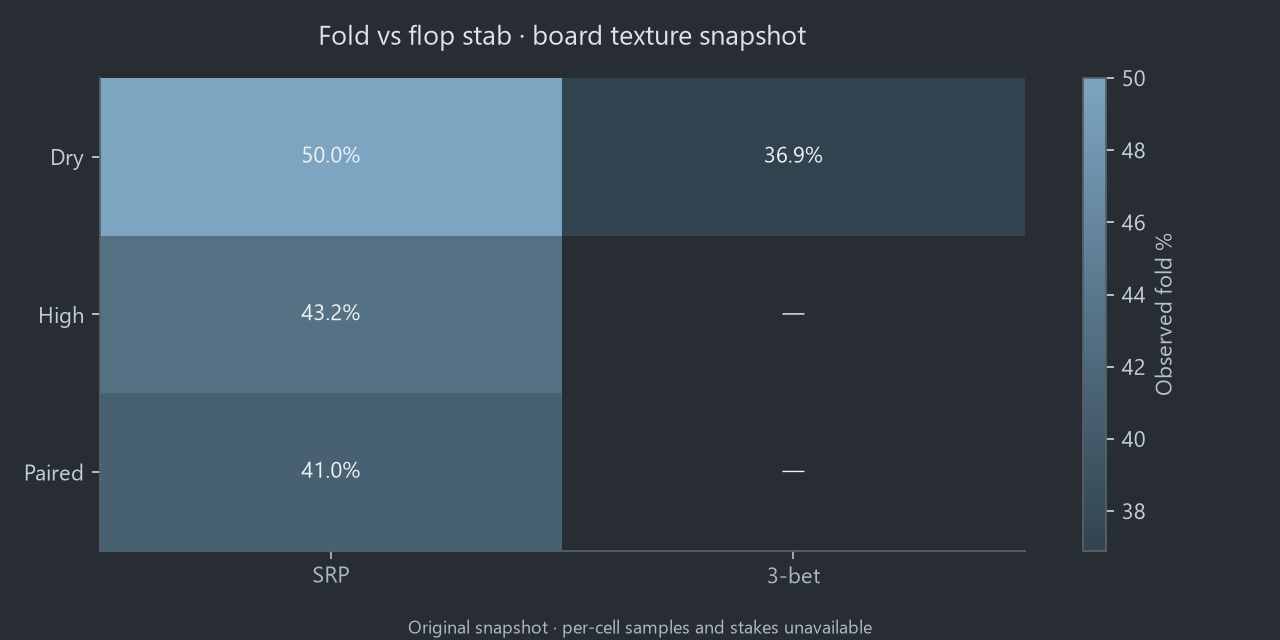 Fold vs flop stab · board texture snapshot
Dry
50.0%
36.9%
High
43.2%
—
Paired
41.0%
—
SRP
3-bet
50
48
46
44
42
40
38
Observed fold %
Original snapshot · per-cell samples and stakes unavailable